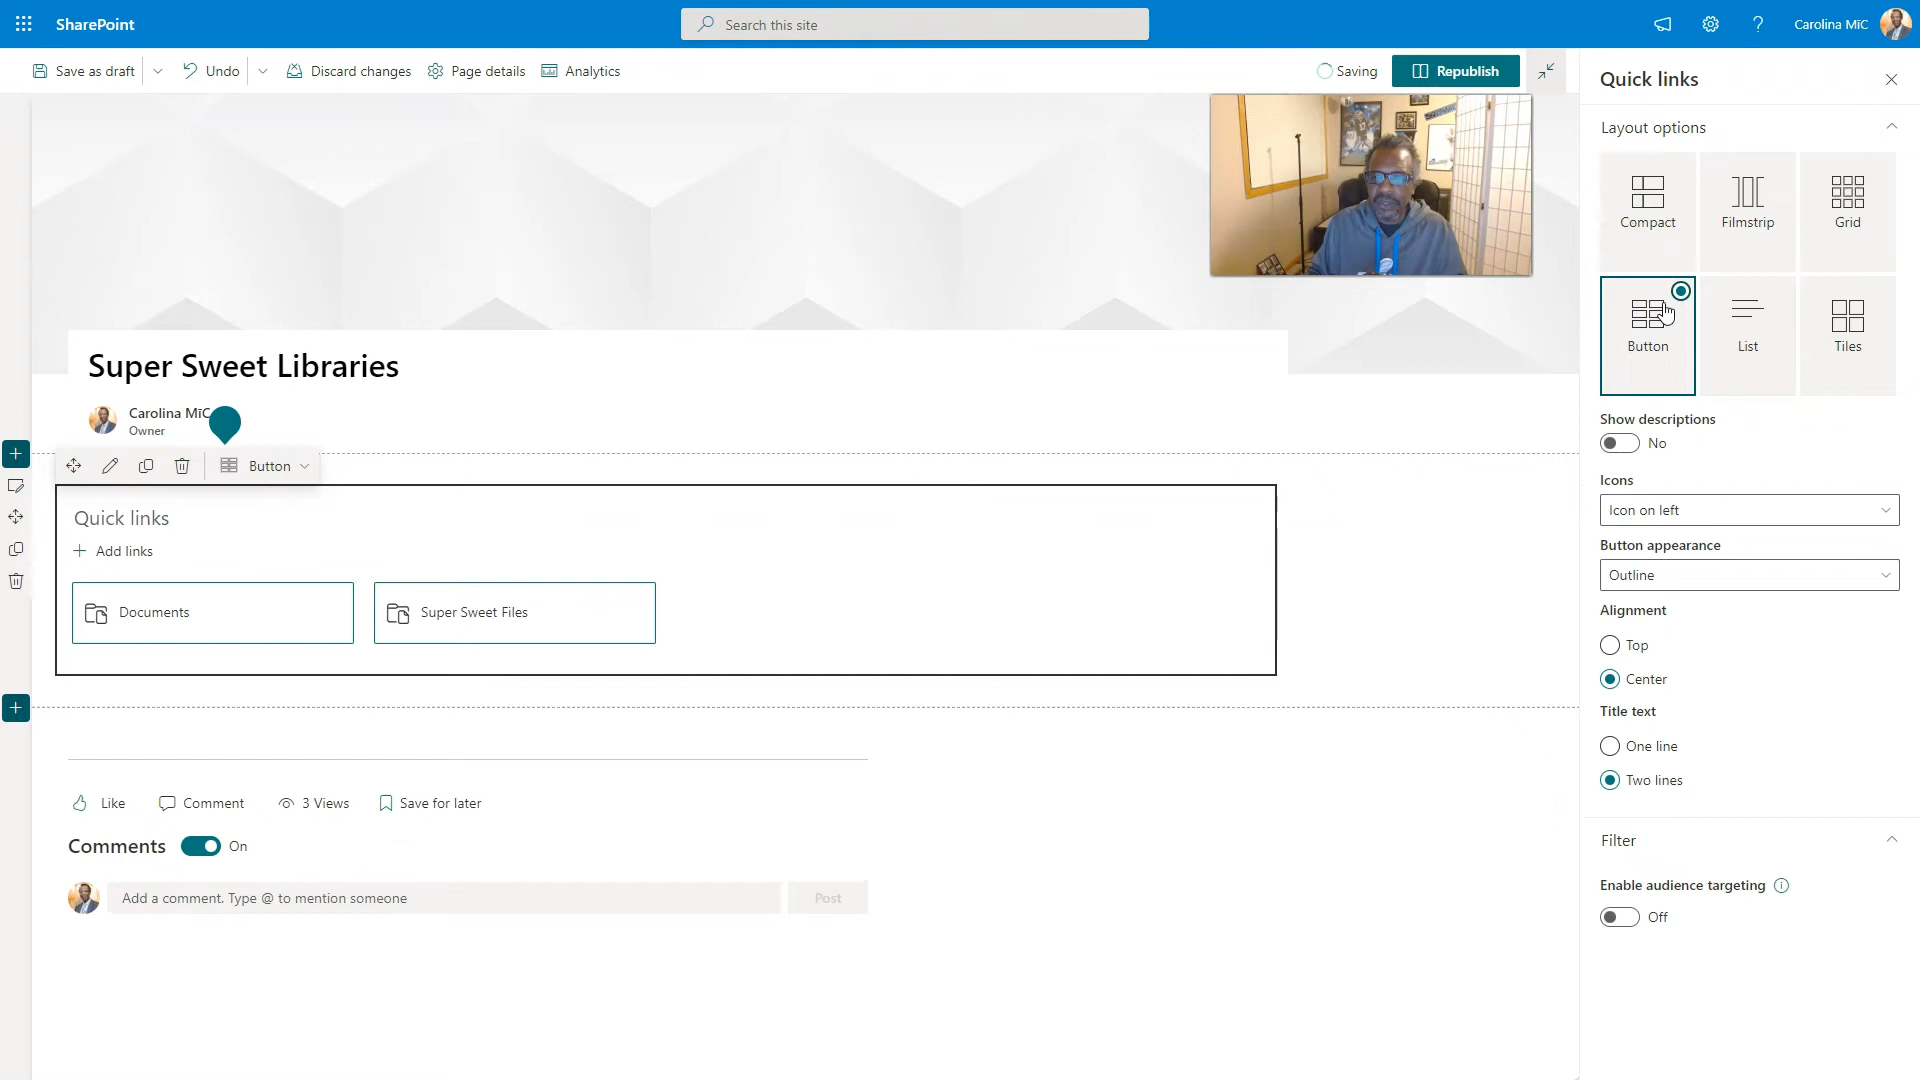 SharePoint
Search this site
Carolina MīC
Save as draft
Undo
Discard changes
Page details
Analytics
Saving
Republish
Quick links
Layout options
Compact
Filmstrip
Grid
Button
List
Tiles
Super Sweet Libraries
Carolina MīC
Owner
Button
Quick links
Add links
Documents
Super Sweet Files
Show descriptions
No
Icons
Icon on left
Button appearance
Outline
Alignment
Top
Center
Title text
One line
Two lines
Like
Comment
3 Views
Save for later
Comments
On
Add a comment. Type @ to mention someone
Post
Filter
Enable audience targeting
Off